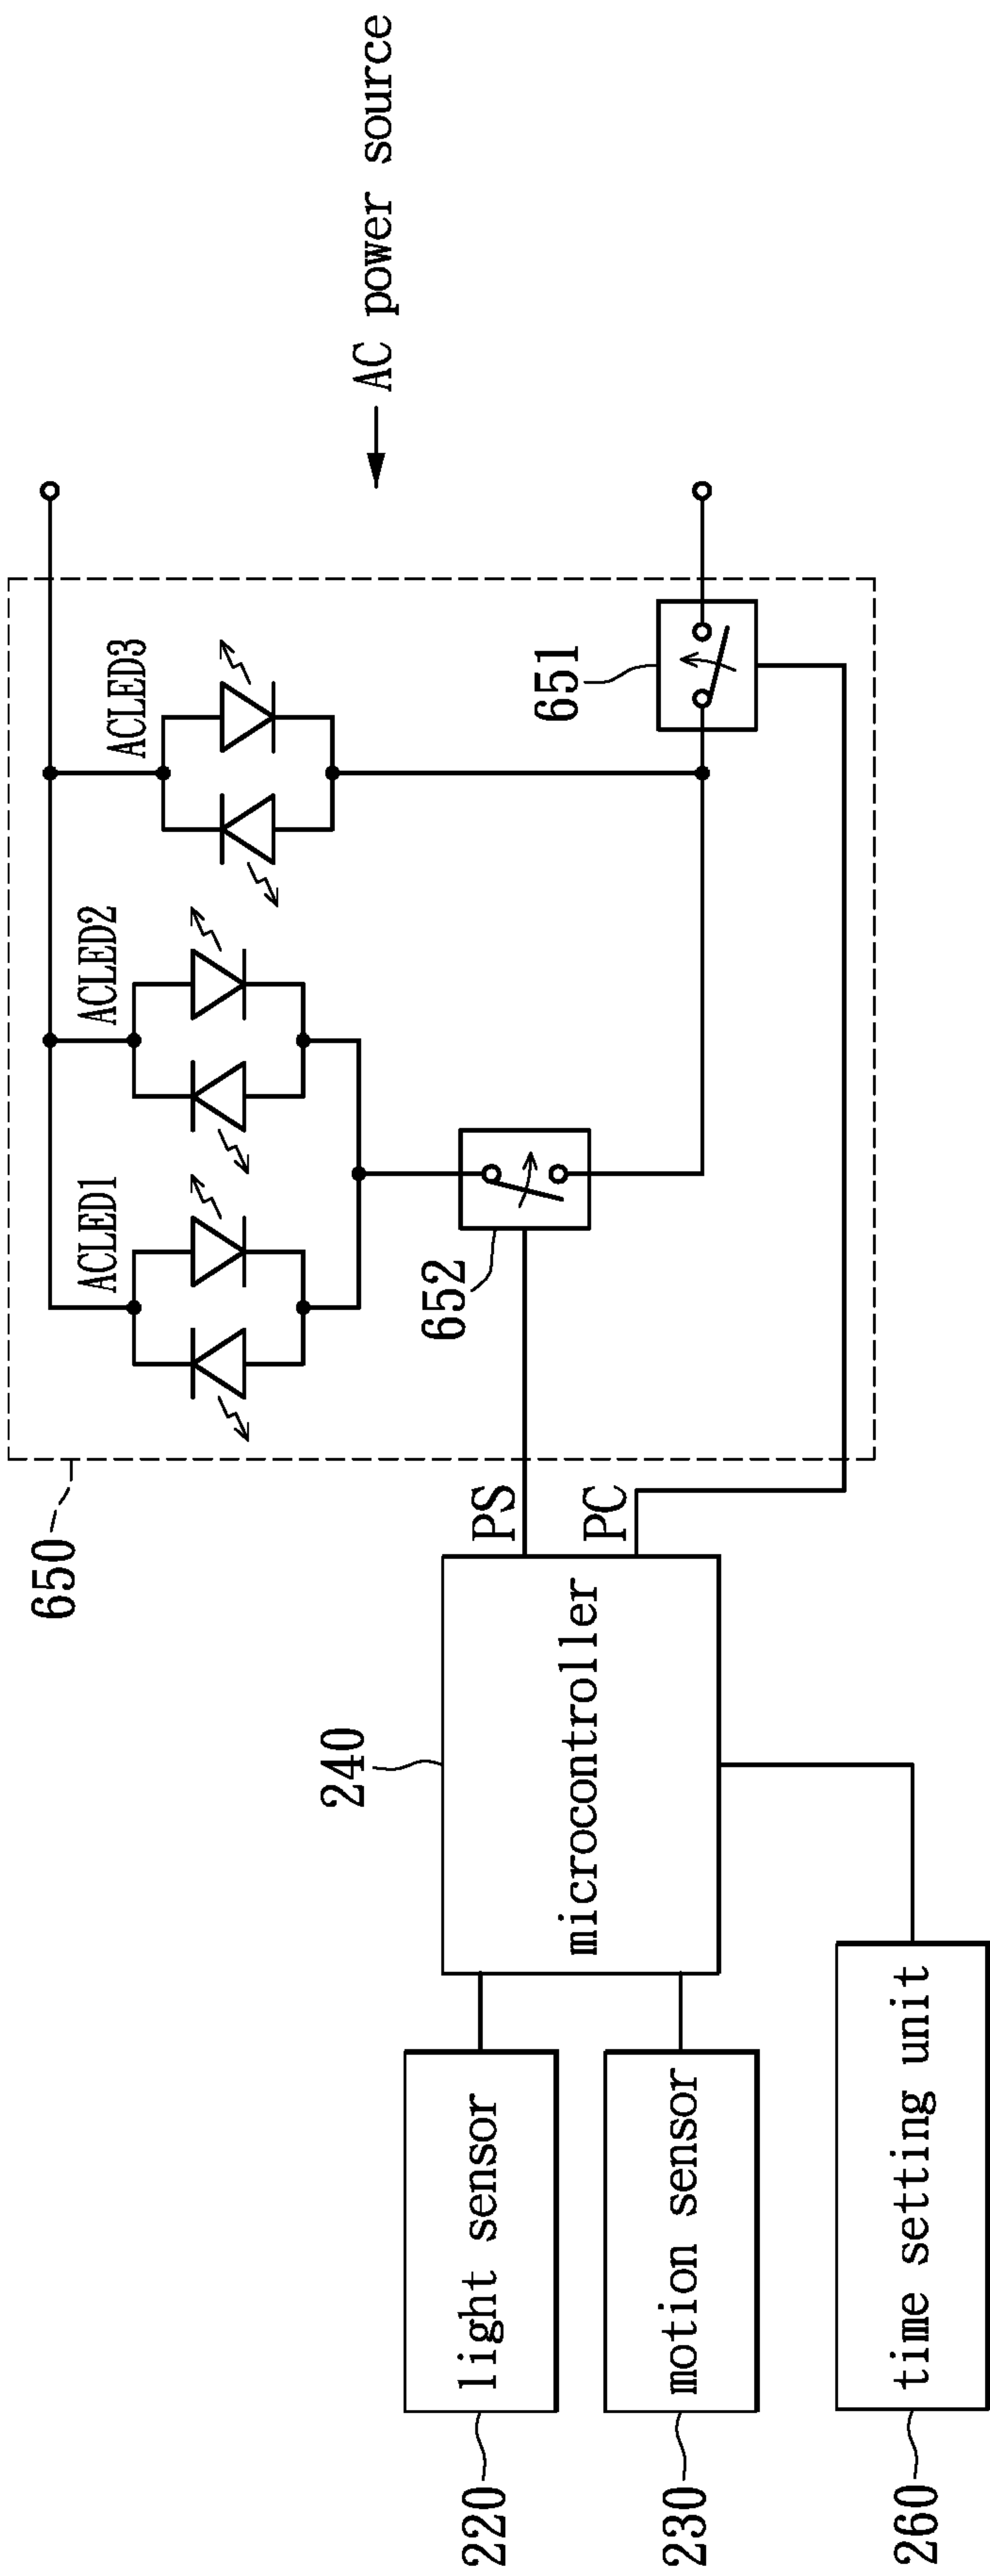 220
light sensor
230
motion sensor
260
time setting unit
240
microcontroller
PS
PC
650
ACLED1
ACLED2
ACLED3
652
651
AC power source